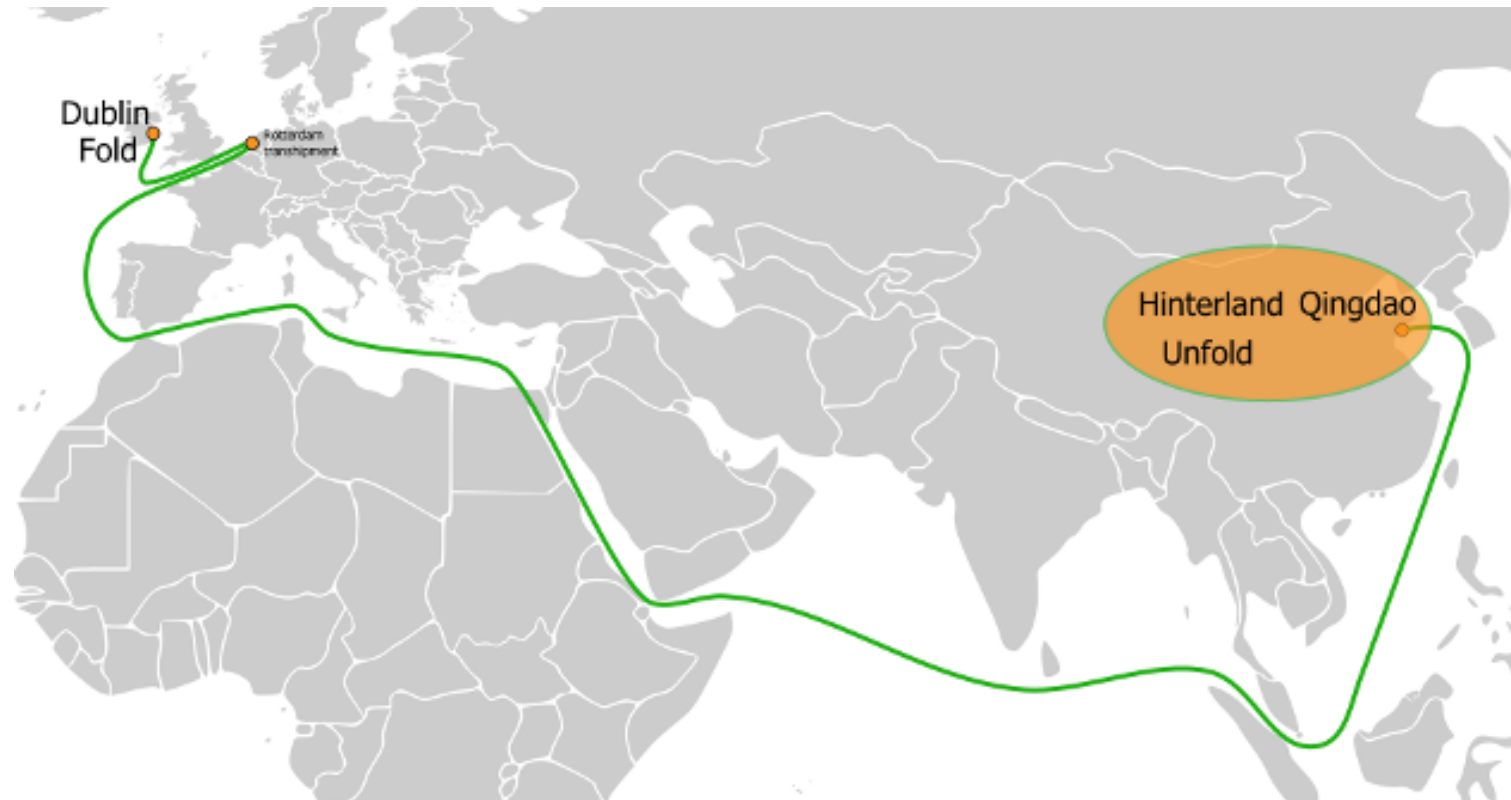 Dublin
Fold
Rotterdam
transhipment
Hinterland Qingdao
Unfold